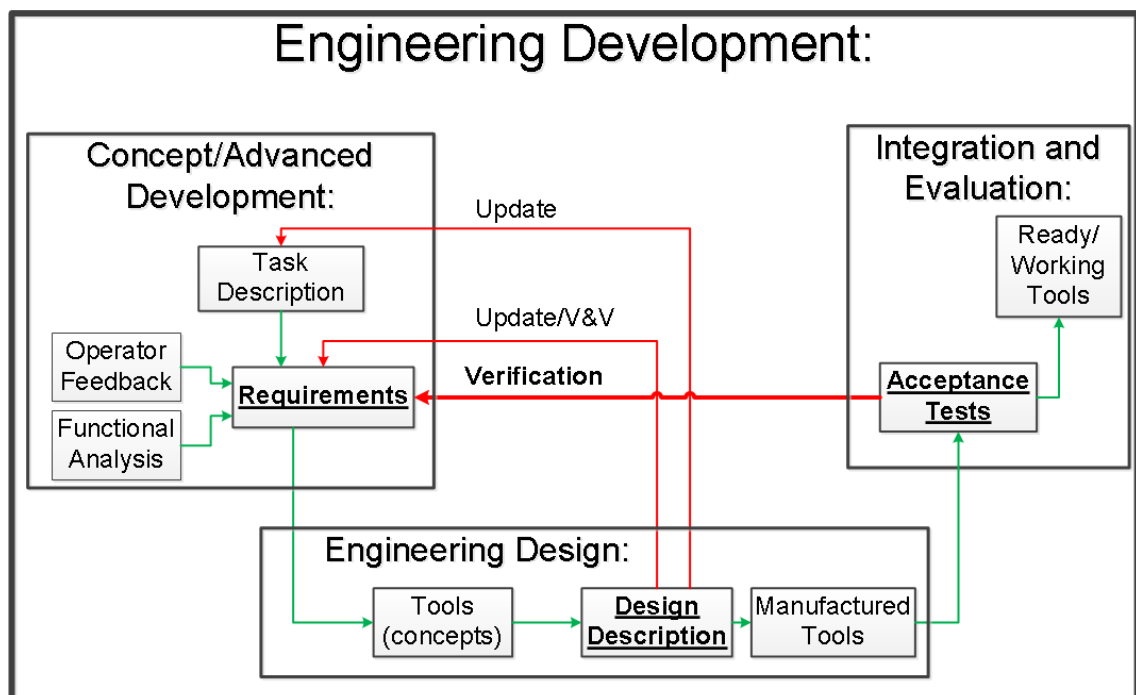 Engineering Development:
Concept/Advanced
Development:
Integration and
Evaluation:
Update
Task
Description
Ready/
Working
Tools
Update/V&V
Operator
Feedback
Requirements
Verification
Acceptance
Tests
Functional
Analysis
Engineering Design:
Tools
(concepts)
Design
Description
Manufactured
Tools